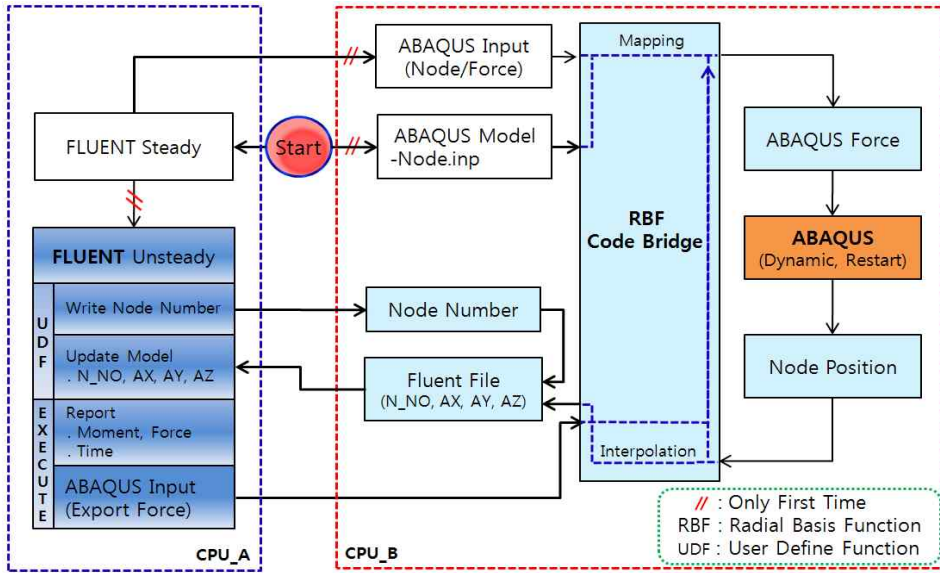 ABAQUS Input
(Node/Force)
Mapping
FLUENT Steady
Start
ABAQUS Model
-Node.inp
ABAQUS Force
RBF
Code Bridge
ABAQUS
(Dynamic, Restart)
FLUENT Unsteady
UDF
Write Node Number
Node Number
Update Model
. N_NO, AX, AY, AZ
Fluent File
(N_NO, AX, AY, AZ)
Node Position
EXECUTE
Report
. Moment, Force
. Time
Interpolation
ABAQUS Input
(Export Force)
CPU_A
CPU_B
// : Only First Time
RBF : Radial Basis Function
UDF : User Define Function